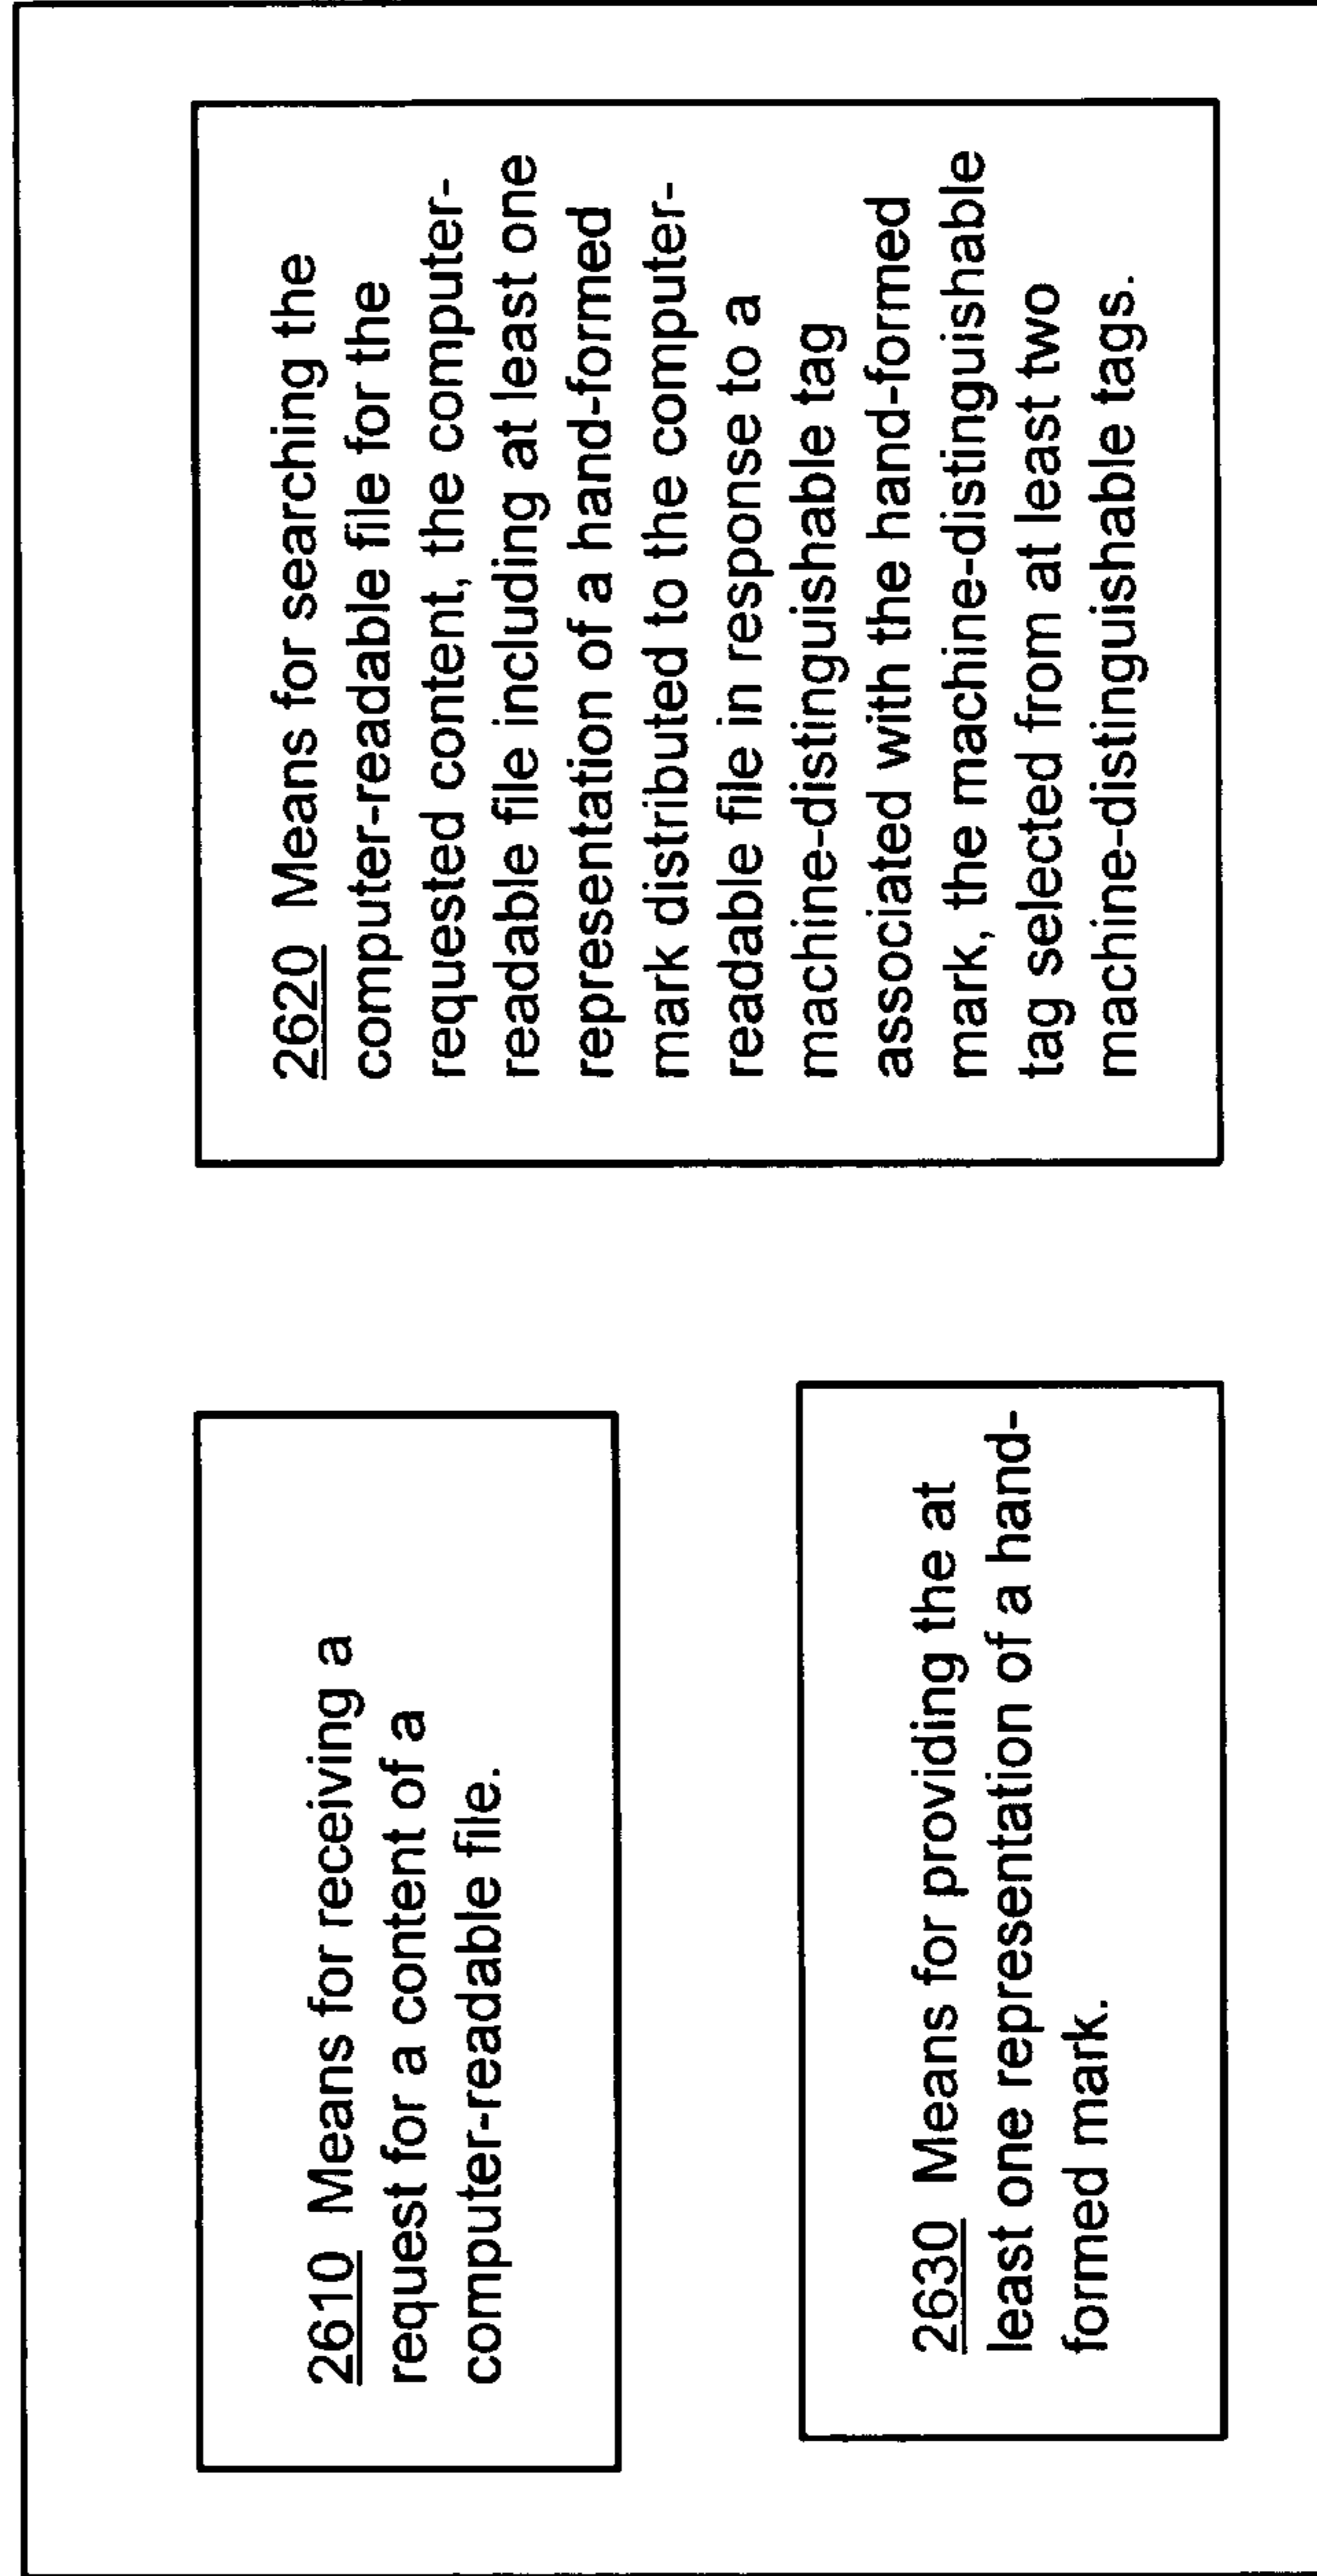 2610 Means for receiving a
request for a content of a
computer-readable file.
2620 Means for searching the
computer-readable file for the
requested content, the computer-
readable file including at least one
representation of a hand-formed
mark distributed to the computer-
readable file in response to a
machine-distinguishable tag
associated with the hand-formed
mark, the machine-distinguishable
tag selected from at least two
machine-distinguishable tags.
2630 Means for providing the at
least one representation of a hand-
formed mark.